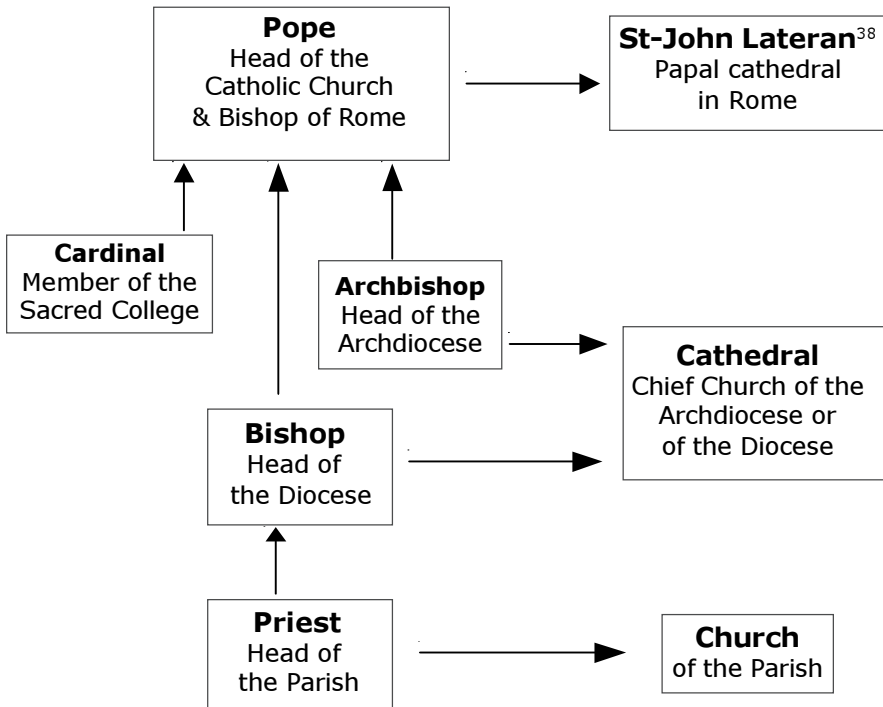 Pope
Head of the
Catholic Church
& Bishop of Rome
St-John Lateran³⁸
Papal cathedral
in Rome
Cardinal
Member of the
Sacred College
Archbishop
Head of the
Archdiocese
Cathedral
Chief Church of the
Archdiocese or
of the Diocese
Bishop
Head of
the Diocese
Priest
Head of
the Parish
Church
of the Parish